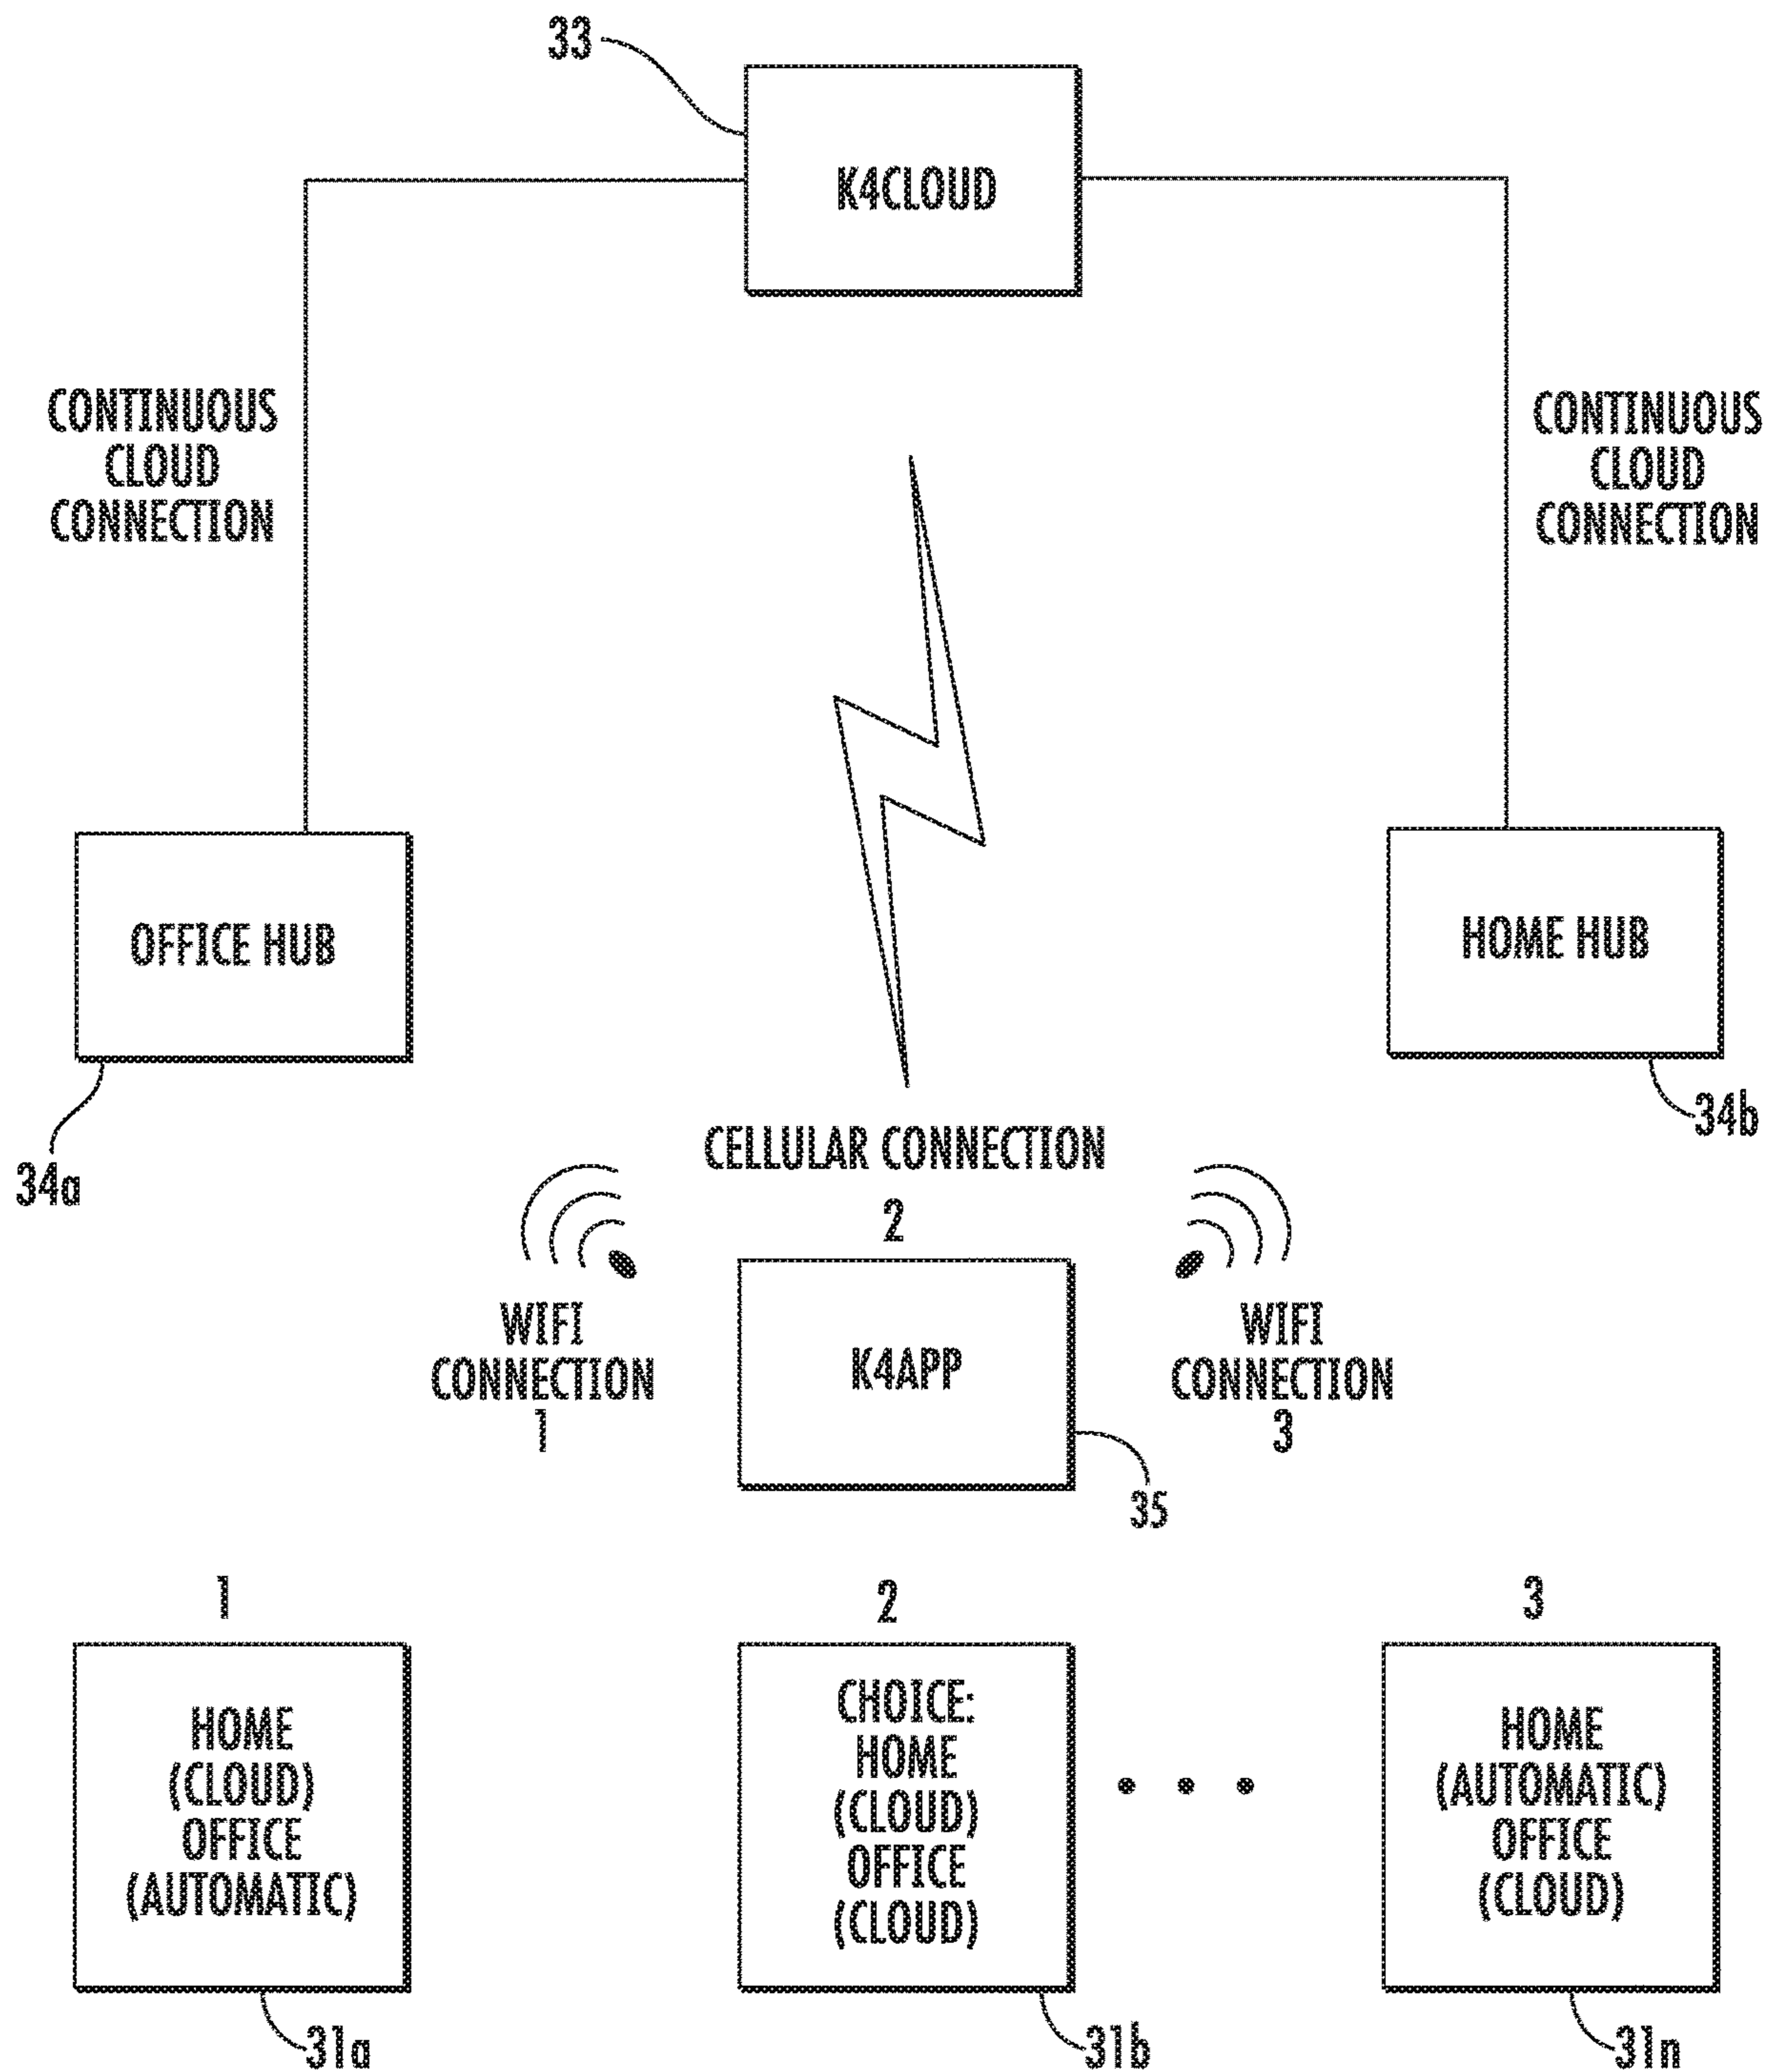 33
K4CLOUD
CONTINUOUS
CLOUD
CONNECTION
CONTINUOUS
CLOUD
CONNECTION
OFFICE HUB
HOME HUB
34a
34b
CELLULAR CONNECTION
2
WIFI
CONNECTION
1
K4APP
WIFI
CONNECTION
3
35
1
HOME
(CLOUD)
OFFICE
(AUTOMATIC)
31a
2
CHOICE:
HOME
(CLOUD)
OFFICE
(CLOUD)
31b
3
HOME
(AUTOMATIC)
OFFICE
(CLOUD)
31n